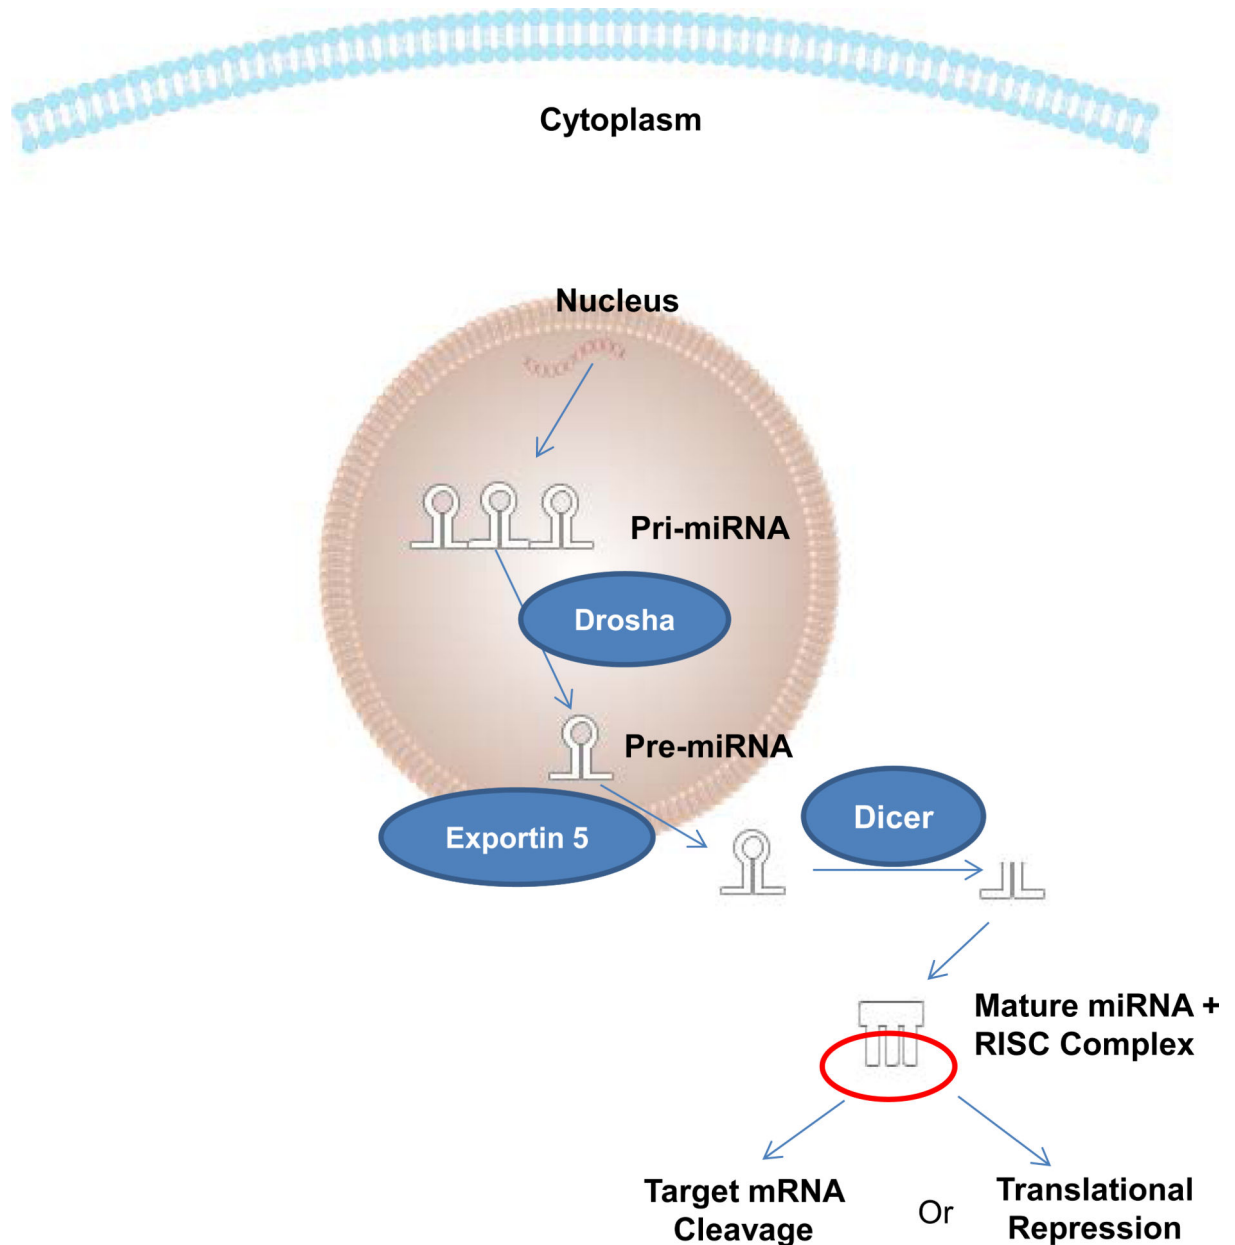 Cytoplasm
Nucleus
Pri-miRNA
Drosha
Pre-miRNA
Dicer
Exportin 5
Mature miRNA +
RISC Complex
Target mRNA
Cleavage
Or
Translational
Repression